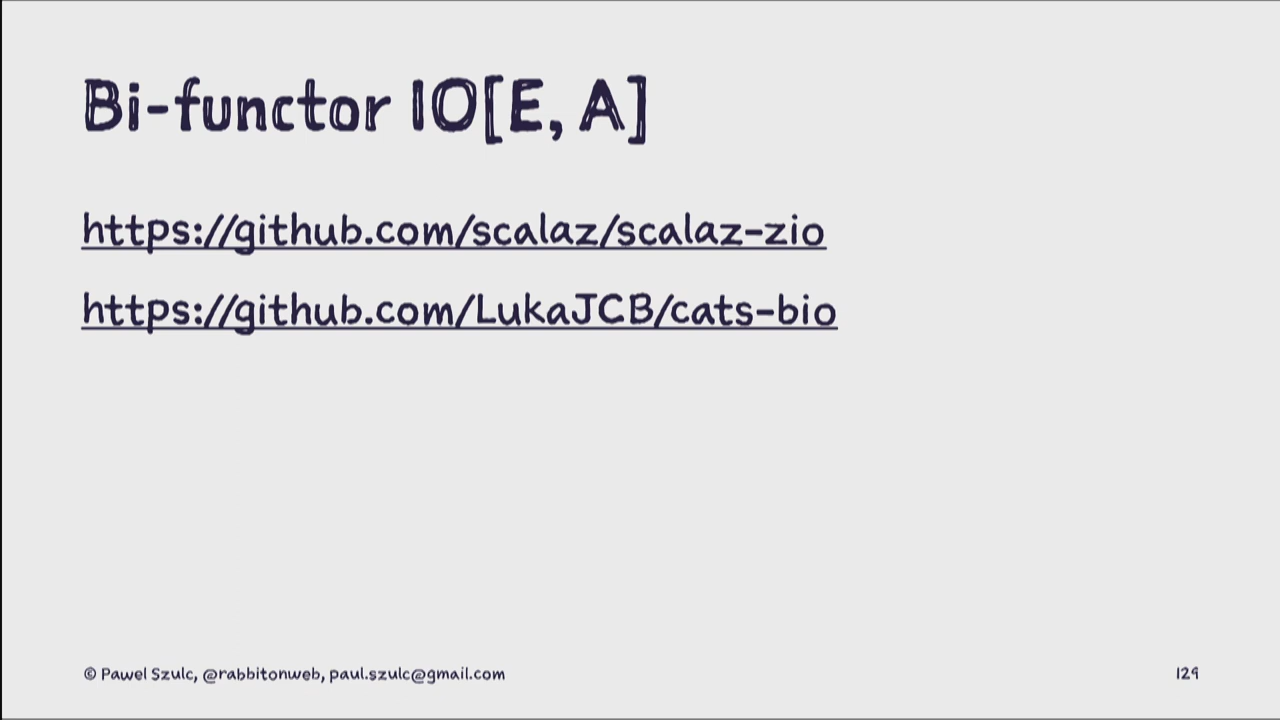 Bi-functor IO[E, A]
https://github.com/scalaz/scalaz-zio
https://github.com/LukaJCB/cats-bio
© Pawel Szulc, @rabbitonweb, paul.szulc@gmail.com
129